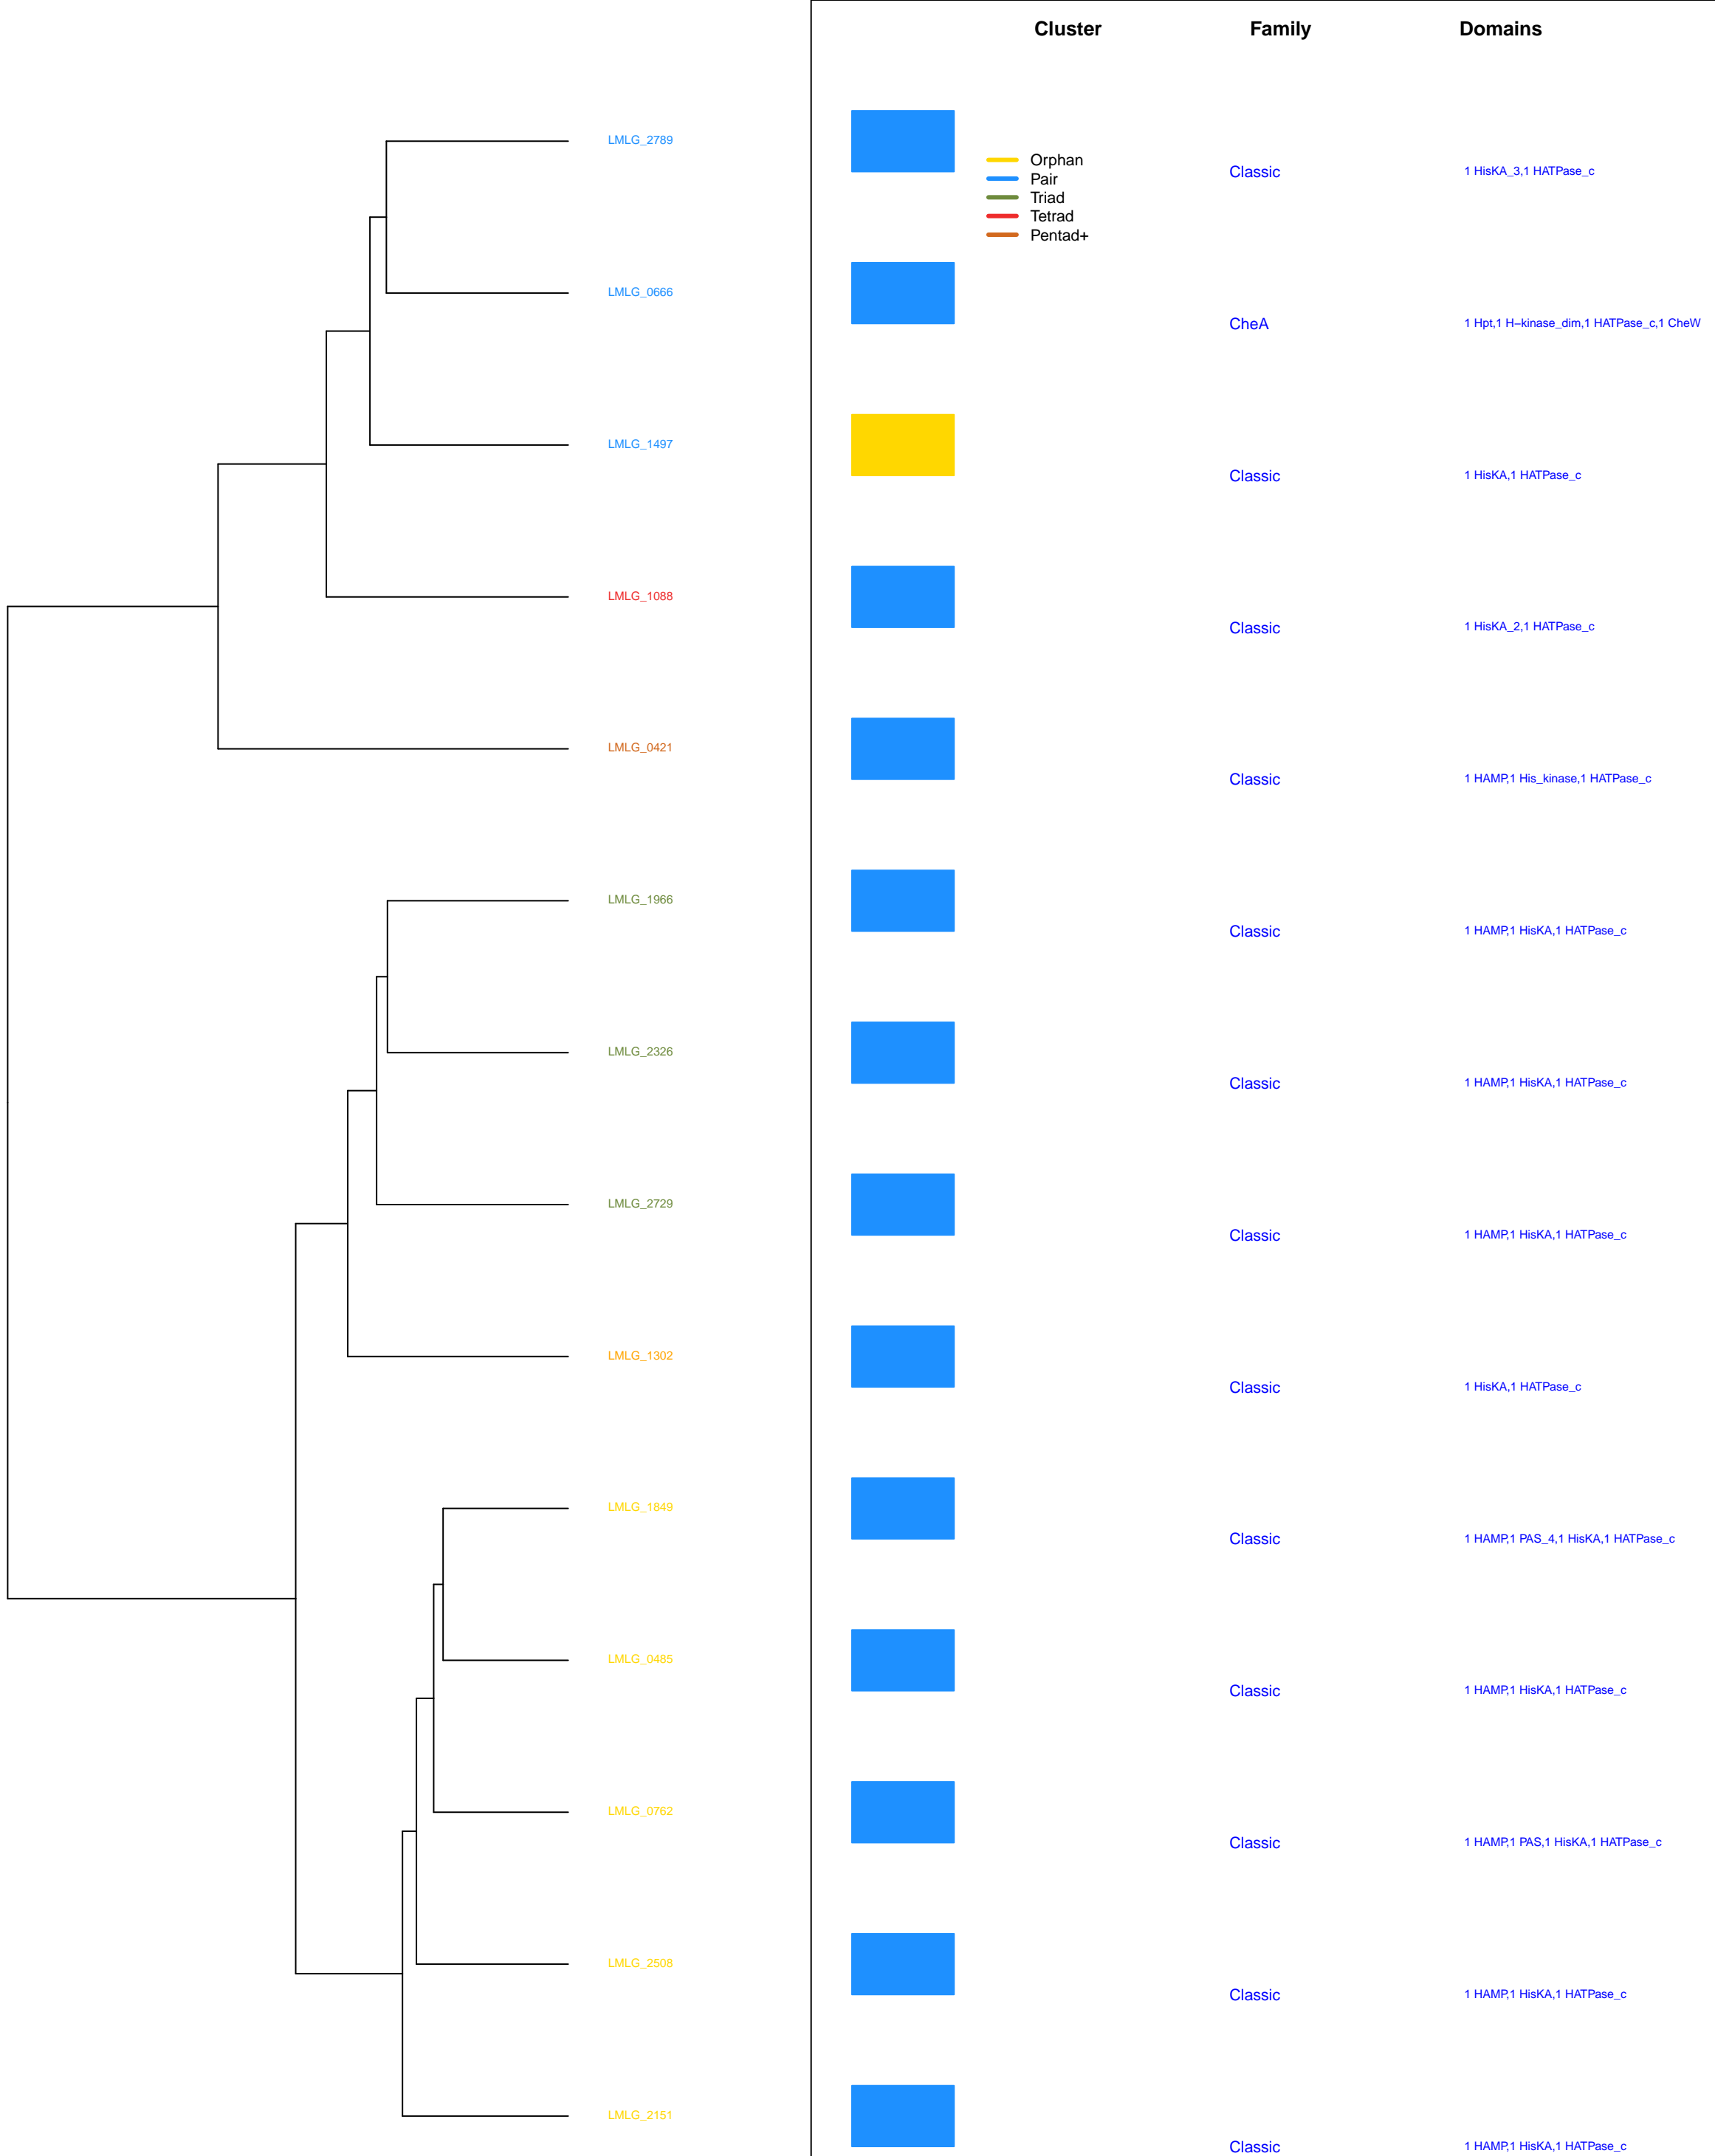 Cluster Family Domains
LMLG_2789
Orphan
Pair
Triad
Tetrad
Pentad+
Classic 1 HisKA_3,1 HATPase_c
LMLG_0666
CheA 1 Hpt,1 H−kinase_dim,1 HATPase_c,1 CheW
LMLG_1497
Classic 1 HisKA,1 HATPase_c
LMLG_1088
Classic 1 HisKA_2,1 HATPase_c
LMLG_0421
Classic 1 HAMP,1 His_kinase,1 HATPase_c
LMLG_1966
Classic 1 HAMP,1 HisKA,1 HATPase_c
LMLG_2326
Classic 1 HAMP,1 HisKA,1 HATPase_c
LMLG_2729
Classic 1 HAMP,1 HisKA,1 HATPase_c
LMLG_1302
Classic 1 HisKA,1 HATPase_c
LMLG_1849
Classic 1 HAMP,1 PAS_4,1 HisKA,1 HATPase_c
LMLG_0485
Classic 1 HAMP,1 HisKA,1 HATPase_c
LMLG_0762
Classic 1 HAMP,1 PAS,1 HisKA,1 HATPase_c
LMLG_2508
Classic 1 HAMP,1 HisKA,1 HATPase_c
LMLG_2151
Classic 1 HAMP,1 HisKA,1 HATPase_c